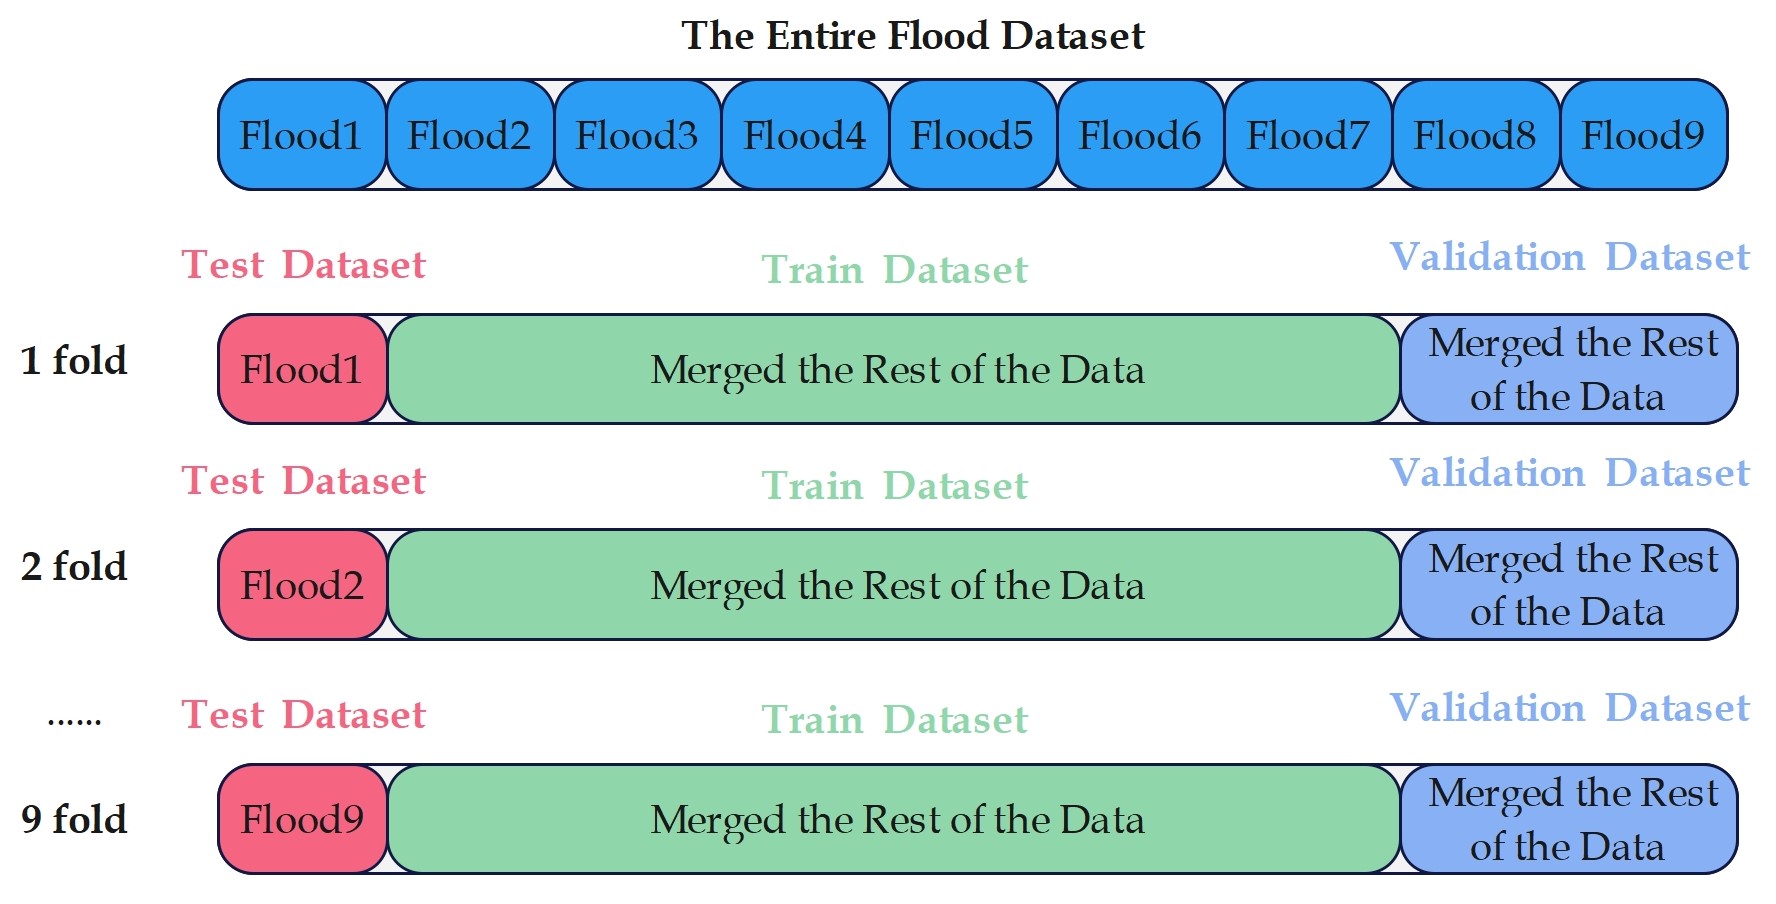 The Entire Flood Dataset
Flood1 Flood2 Flood3 Flood4 Flood5 Flood6 Flood7 Flood8 Flood9
Test Dataset Train Dataset Validation Dataset
1 fold Flood1 Merged the Rest of the Data Merged the Rest
of the Data
Test Dataset Train Dataset Validation Dataset
2 fold Flood2 Merged the Rest of the Data Merged the Rest
of the Data
...... Test Dataset Train Dataset Validation Dataset
9 fold Flood9 Merged the Rest of the Data Merged the Rest
of the Data